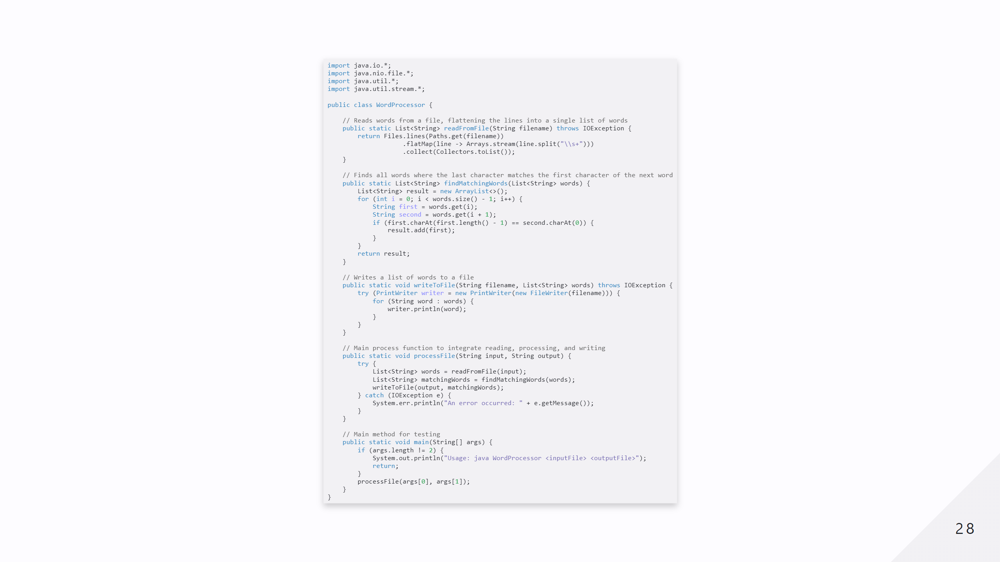 import java.io.*;
import java.nio.file.*;
import java.util.*;
import java.util.stream.*;

public class WordProcessor {

    // Reads words from a file, flattening the lines into a single list of words
    public static List<String> readFromFile(String filename) throws IOException {
        return Files.lines(Paths.get(filename))
                    .flatMap(line -> Arrays.stream(line.split("\\s+")))
                    .collect(Collectors.toList());
    }

    // Finds all words where the last character matches the first character of the next word
    public static List<String> findMatchingWords(List<String> words) {
        List<String> result = new ArrayList<>();
        for (int i = 0; i < words.size() - 1; i++) {
            String first = words.get(i);
            String second = words.get(i + 1);
            if (first.charAt(first.length() - 1) == second.charAt(0)) {
                result.add(first);
            }
        }
        return result;
    }

    // Writes a list of words to a file
    public static void writeToFile(String filename, List<String> words) throws IOException {
        try (PrintWriter writer = new PrintWriter(new FileWriter(filename))) {
            for (String word : words) {
                writer.println(word);
            }
        }
    }

    // Main process function to integrate reading, processing, and writing
    public static void processFile(String input, String output) {
        try {
            List<String> words = readFromFile(input);
            List<String> matchingWords = findMatchingWords(words);
            writeToFile(output, matchingWords);
        } catch (IOException e) {
            System.err.println("An error occurred: " + e.getMessage());
        }
    }

    // Main method for testing
    public static void main(String[] args) {
        if (args.length != 2) {
            System.out.println("Usage: java WordProcessor <inputFile> <outputFile>");
            return;
        }
        processFile(args[0], args[1]);
    }
}
28